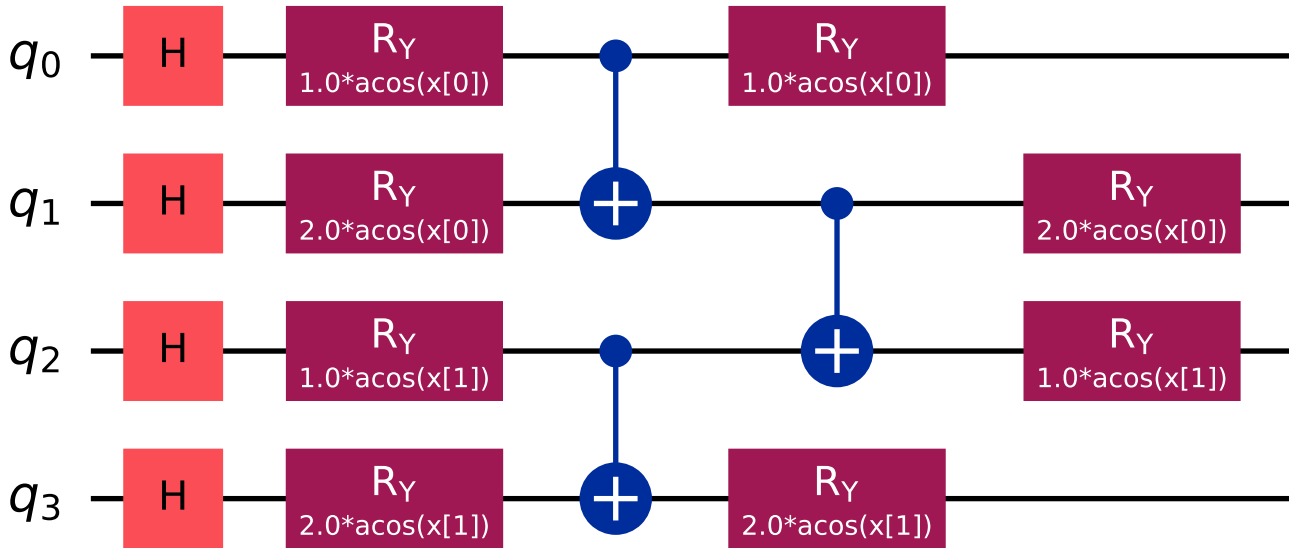 q0 H RY RY
1.0*acos(x[0]) 1.0*acos(x[0])
q1 H RY RY
2.0*acos(x[0]) 2.0*acos(x[0])
q2 H RY RY
1.0*acos(x[1]) 1.0*acos(x[1])
q3 H RY RY
2.0*acos(x[1]) 2.0*acos(x[1])